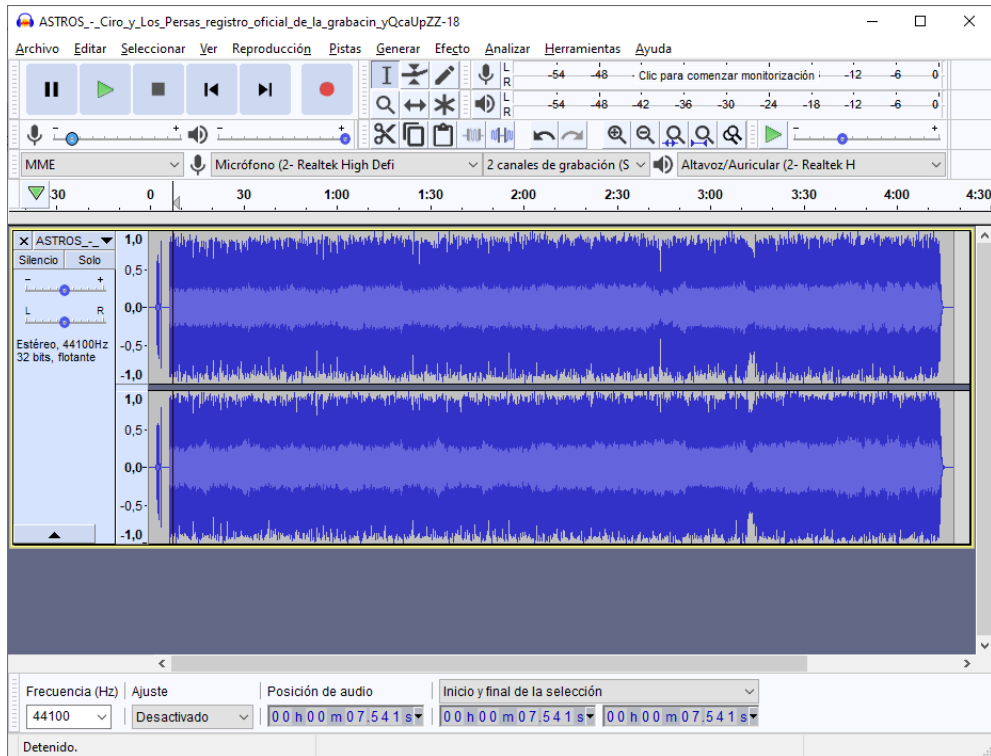 ASTROS_-_Ciro_y_Los_Persas_registro_oficial_de_la_grabacin_yQcaUpZZ-18
Archivo Editar Seleccionar Ver Reproducción Pistas Generar Efecto Analizar Herramientas Ayuda
L -54 -48 - Clic para comenzar monitorización -12 -6 0
R
L -54 -48 -42 -36 -30 -24 -18 -12 -6 0
R
MME Micrófono (2- Realtek High Defi 2 canales de grabación (S Altavoz/Auricular (2- Realtek H
30 0 30 1:00 1:30 2:00 2:30 3:00 3:30 4:00 4:30
ASTROS_-_
Silencio Solo
- +
L R
Estéreo, 44100Hz
32 bits, flotante
1,0
0,5-
0,0-
-0,5-
-1,0
1,0
0,5-
0,0-
-0,5-
-1,0
Frecuencia (Hz) Ajuste Posición de audio Inicio y final de la selección
44100 Desactivado 00 h 00 m 07.541 s 00 h 00 m 07.541 s 00 h 00 m 07.541 s
Detenido.